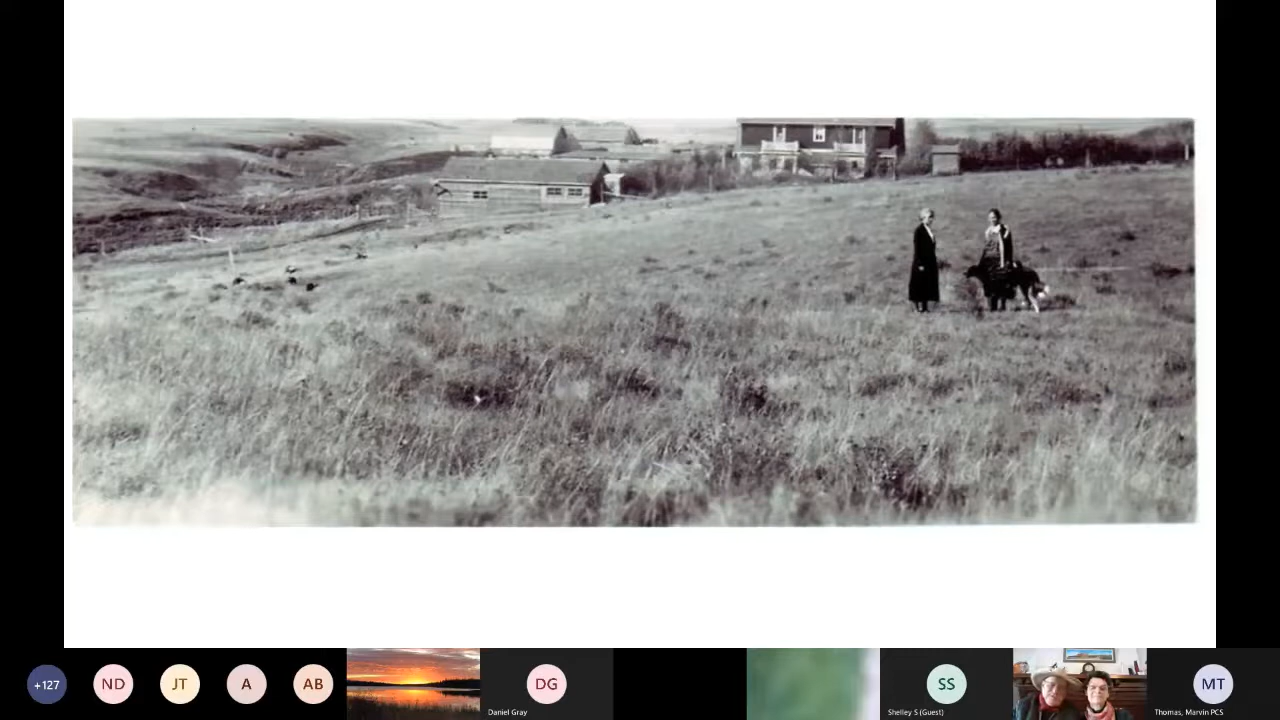 +127
ND
JT
A
AB
DG
Daniel Gray
SS
Shelley S (Guest)
MT
Thomas, Marvin PCS